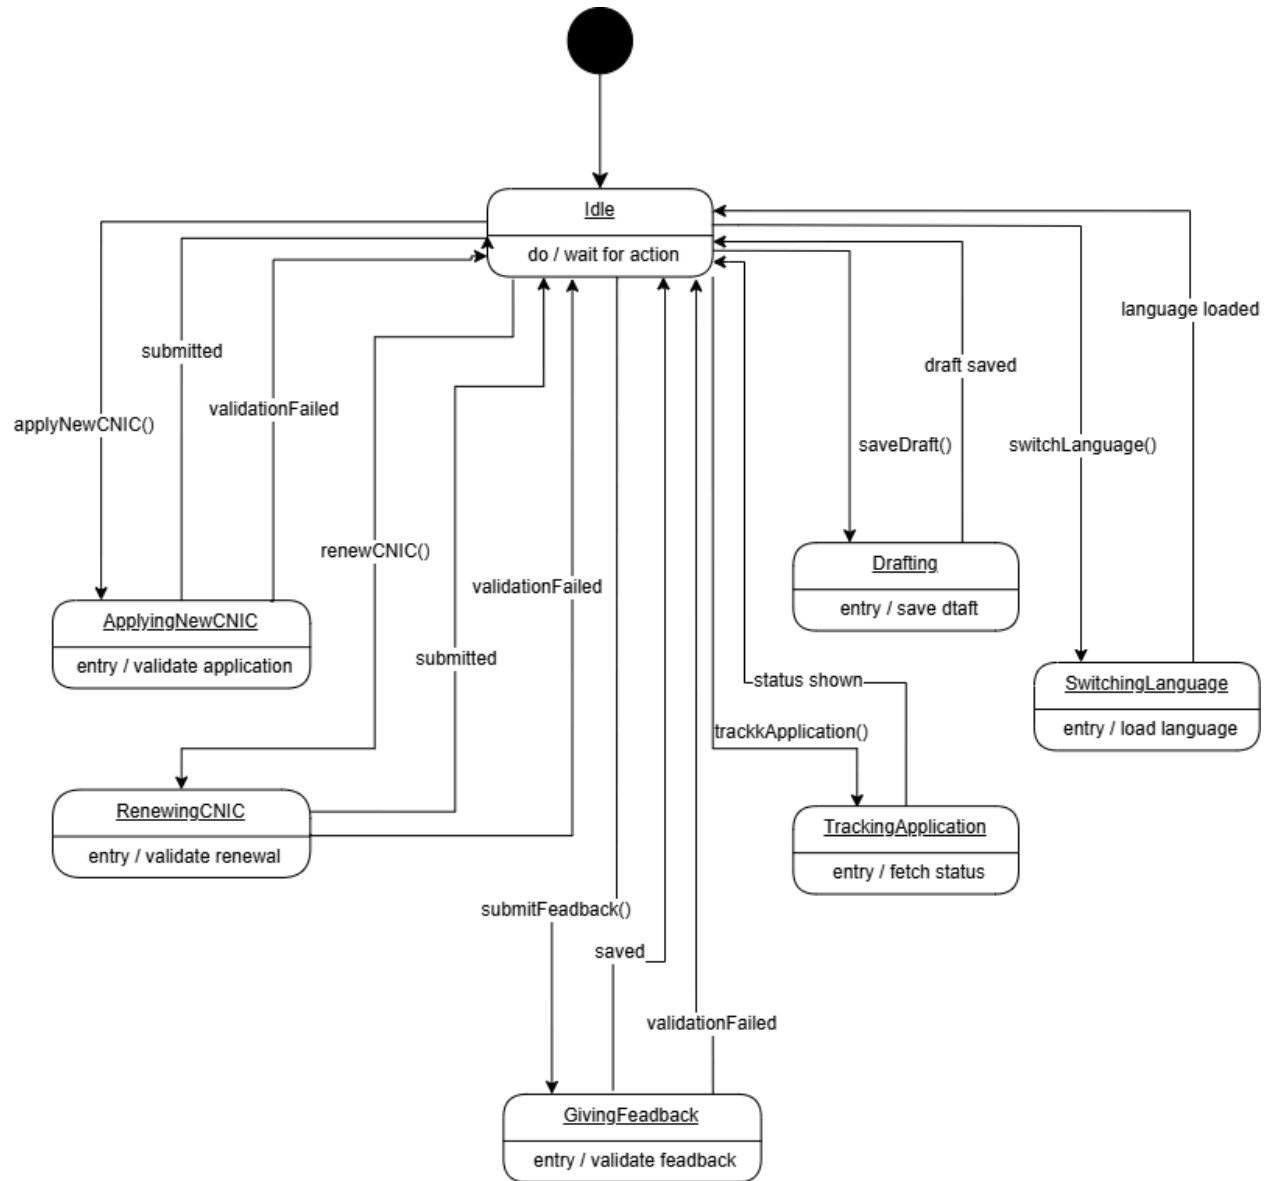 Idle
do / wait for action
language loaded
submitted
draft saved
validationFailed
applyNewCNIC()
saveDraft()
switchLanguage()
renewCNIC()
validationFailed
Drafting
entry / save dtaft
ApplyingNewCNIC
entry / validate application
submitted
status shown
SwitchingLanguage
entry / load language
trackkApplication()
RenewingCNIC
entry / validate renewal
TrackingApplication
entry / fetch status
submitFeadback()
saved
validationFailed
GivingFeadback
entry / validate feadback